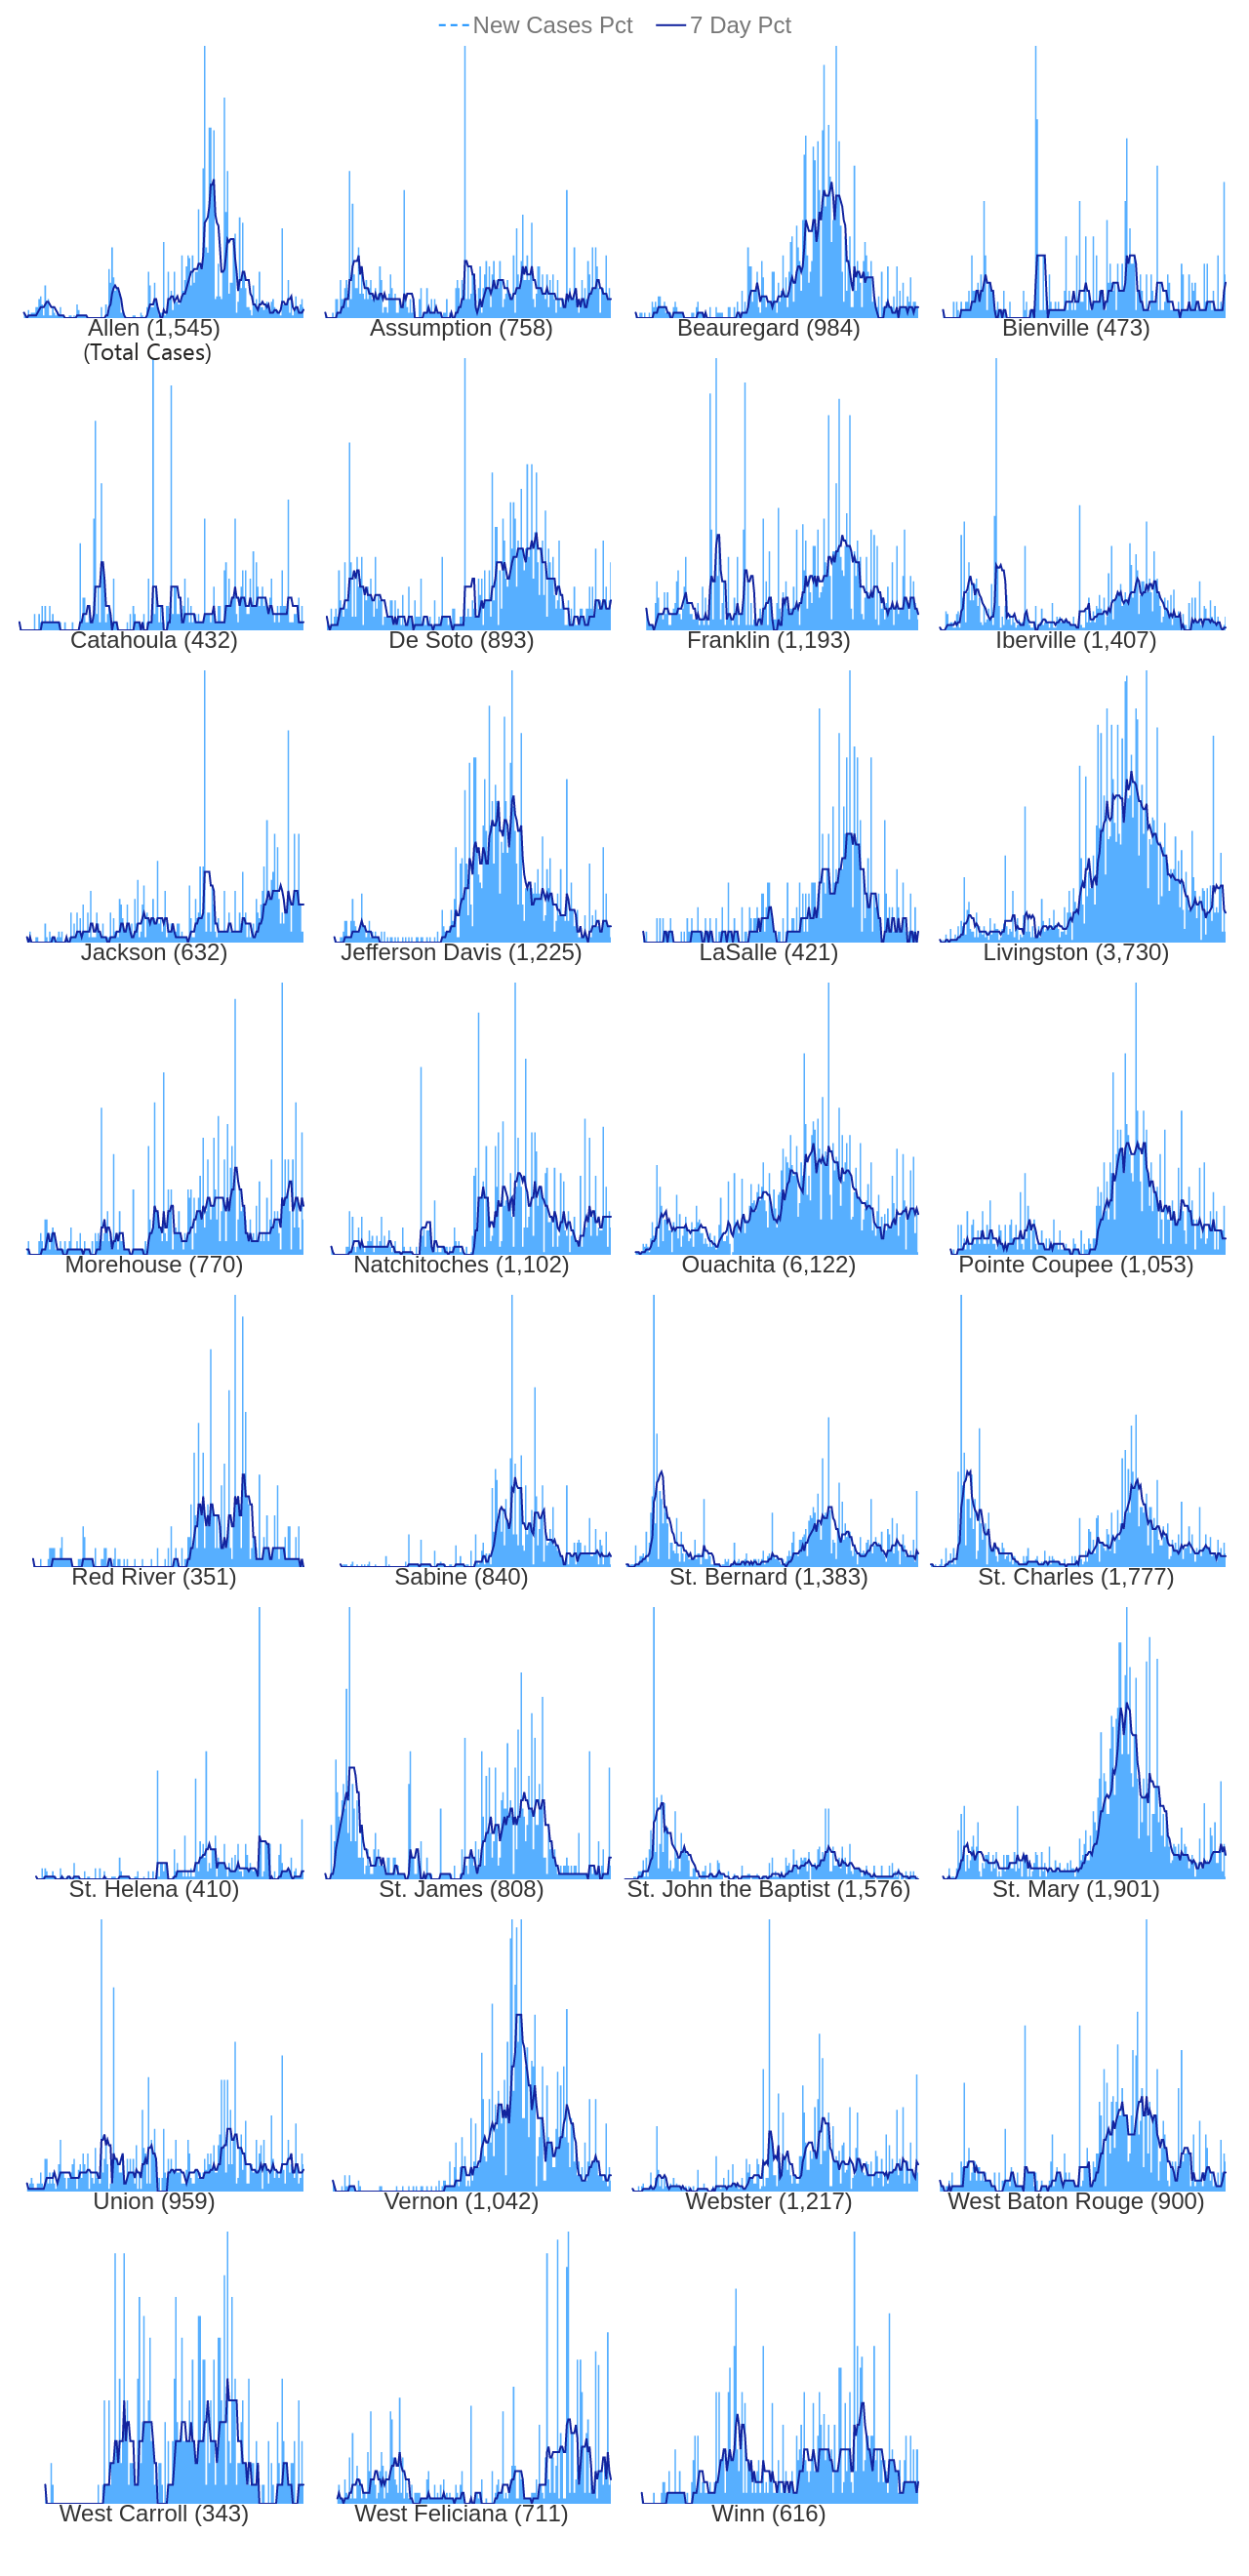 New Cases Pct 7 Day Pct
Allen (1,545) Assumption (758) Beauregard (984) Bienville (473)
(Total Cases)
Catahoula (432) De Soto (893) Franklin (1,193) Iberville (1,407)
Jackson (632) Jefferson Davis (1,225) LaSalle (421) Livingston (3,730)
Morehouse (770) Natchitoches (1,102) Ouachita (6,122) Pointe Coupee (1,053)
Red River (351) Sabine (840) St. Bernard (1,383) St. Charles (1,777)
St. Helena (410) St. James (808) St. John the Baptist (1,576) St. Mary (1,901)
Union (959) Vernon (1,042) Webster (1,217) West Baton Rouge (900)
West Carroll (343) West Feliciana (711) Winn (616)